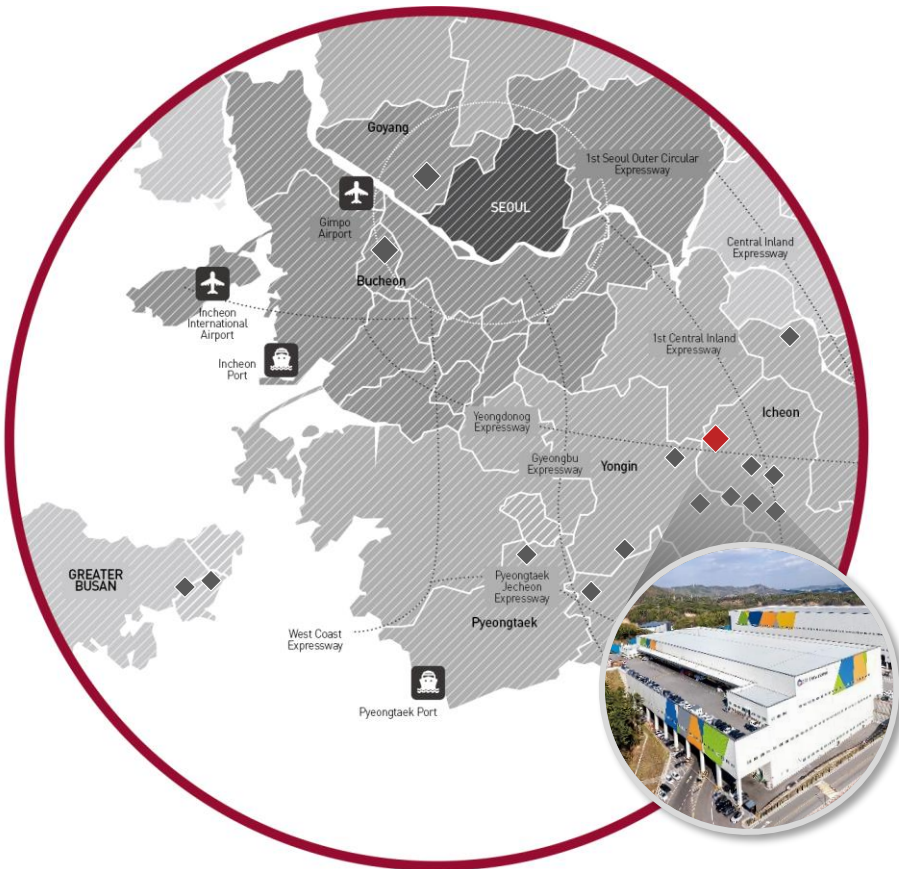 Goyang
1st Seoul Outer Circular
Expressway
SEOUL
Gimpo
Airport
Central Inland
Expressway
Bucheon
Incheon
International
Airport
1st Central Inland
Expressway
Incheon
Port
Icheon
Yeongdonog
Expressway
Gyeongbu
Expressway
Yongin
GREATER
BUSAN
Pyeongtaek
Jecheon
Expressway
Pyeongtaek
West Coast
Expressway
Pyeongtaek Port